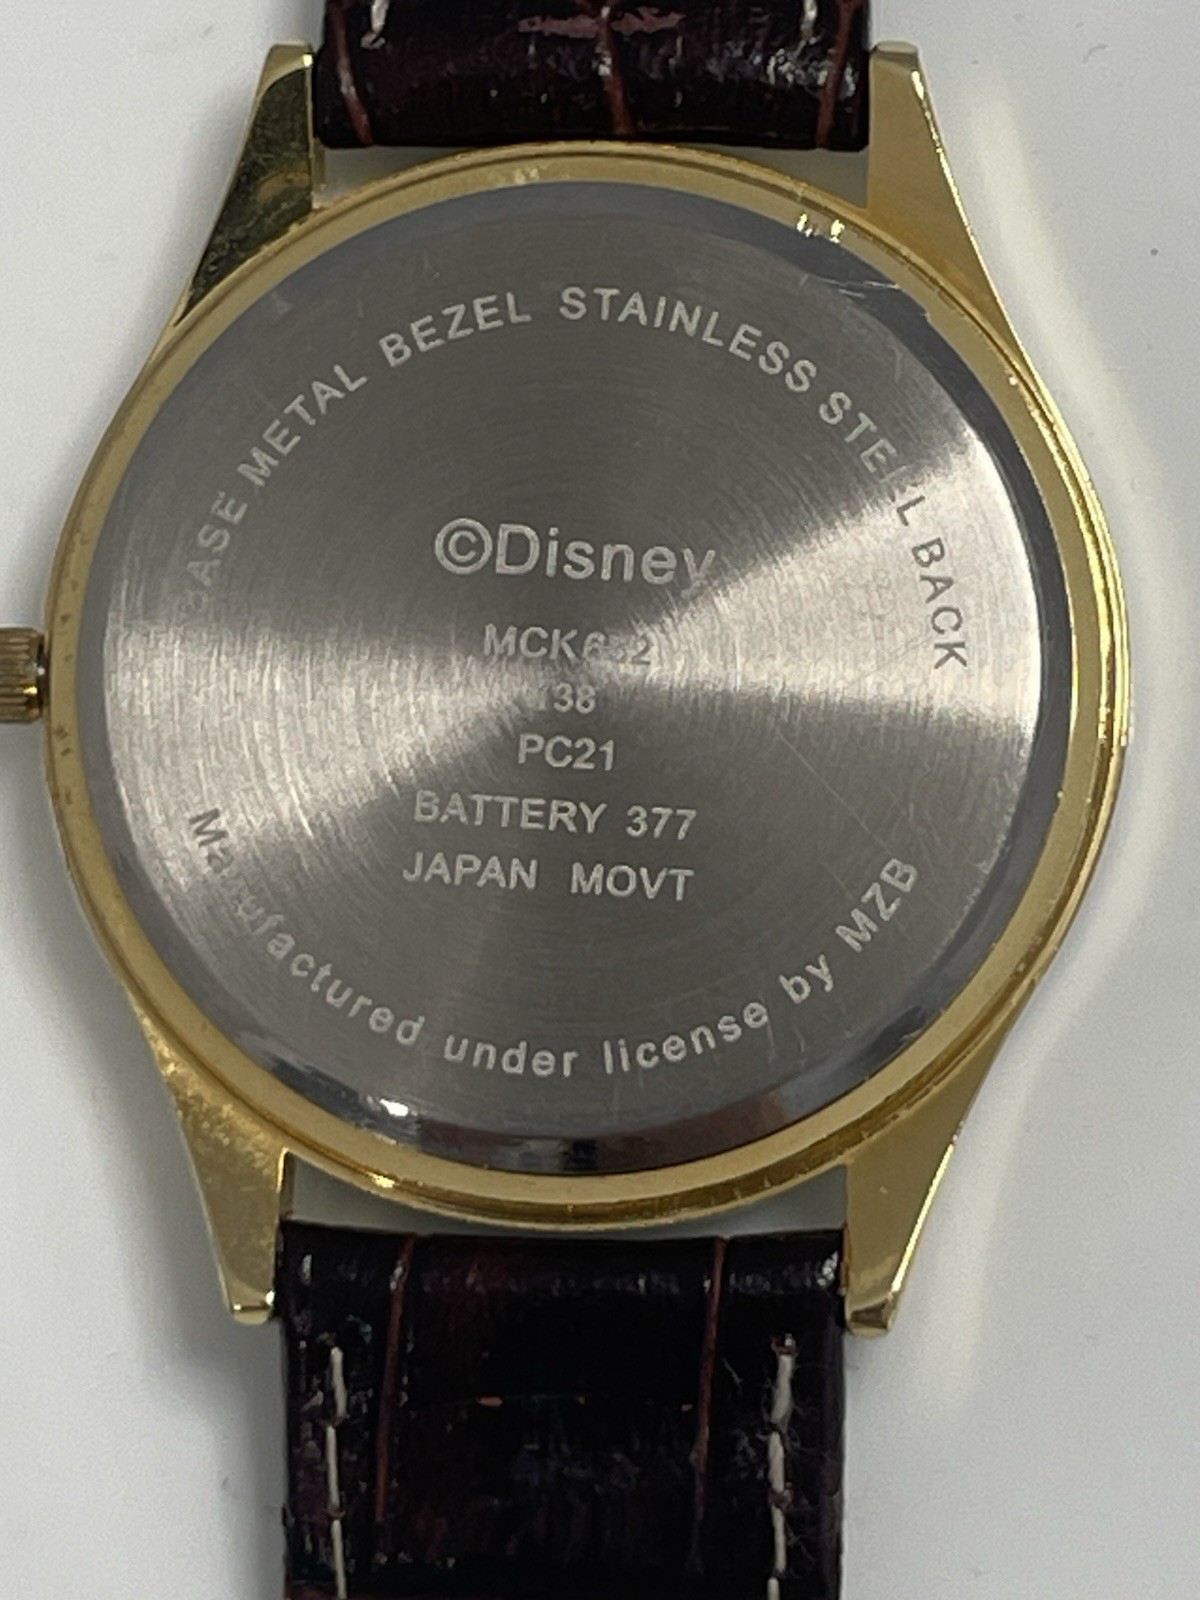 BASE METAL BEZEL STAINLESS STEEL BACK
©Disney
PC21
BATTERY 377
JAPAN MOVT
Manufactured under license by MZB